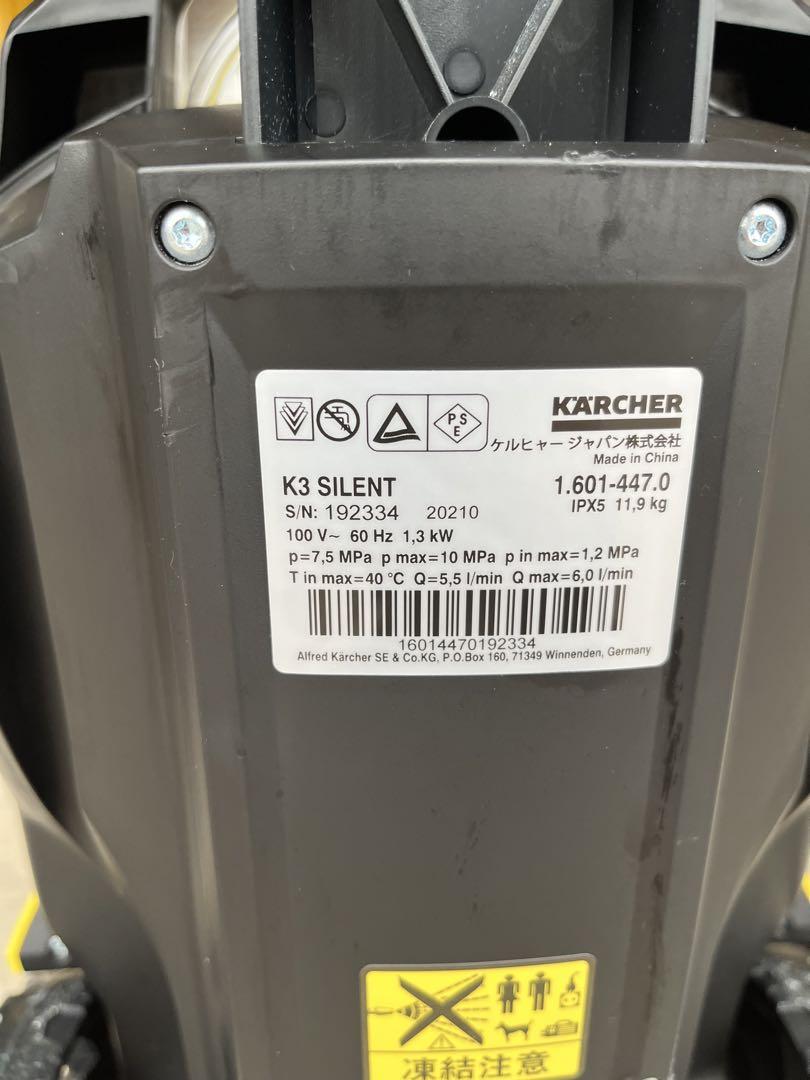 KÄRCHER
PS
E
ケルヒャー ジャパン株式会社
Made in China
K3 SILENT
1.601-447.0
S/N: 192334 20210
IPX5 11,9 kg
100 V~ 60 Hz 1,3 kW
p=7,5 MPa p max=10 MPa p in max=1,2 MPa
T in max=40 °C Q=5,5 l/min Q max=6,0 l/min
16014470192334
Alfred Kärcher SE & Co.KG, P.O.Box 160, 71349 Winnenden, Germany
凍結注意